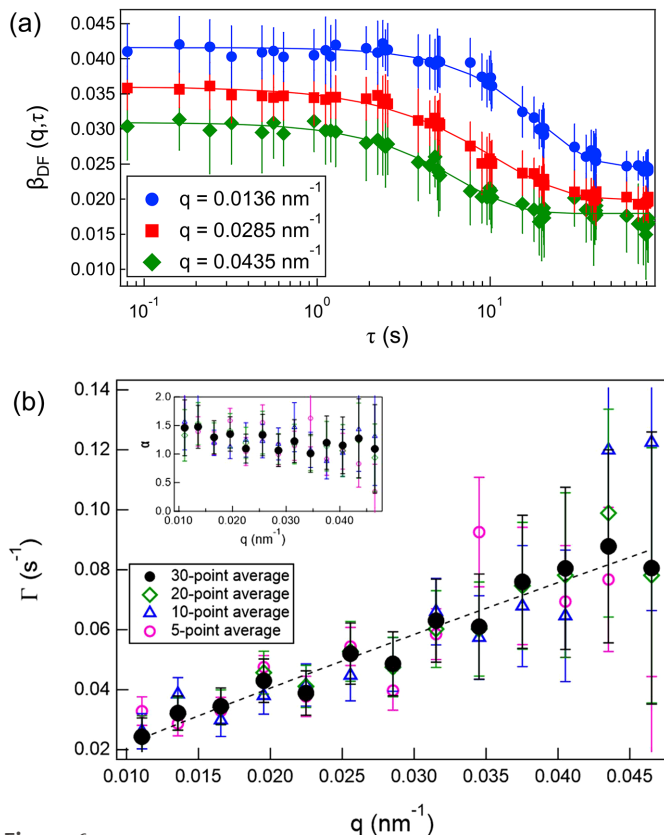 (a)
0.045
0.040
0.035
0.030
0.025
0.020
0.015
0.010
β_DF (q,τ)
q = 0.0136 nm⁻¹
q = 0.0285 nm⁻¹
q = 0.0435 nm⁻¹
10⁻¹ 10⁰ 10¹
τ (s)
(b)
0.14
0.12
0.10
0.08
0.06
0.04
0.02
Γ (s⁻¹)
2.0
1.5
1.0
0.5
0.0
α
0.010 0.020 0.030 0.040
q (nm⁻¹)
30-point average
20-point average
10-point average
5-point average
0.010 0.015 0.020 0.025 0.030 0.035 0.040 0.045
q (nm⁻¹)